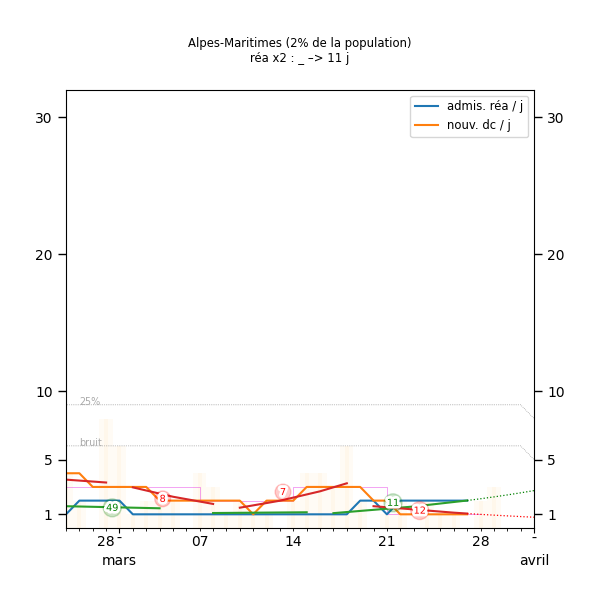 Alpes-Maritimes (2% de la population)
réa x2 : _ –> 11 j
admis. réa / j
nouv. dc / j
30 30
20 20
10 10
25%
bruit
5 5
49 8 7 11 12
1 1
28 - 07 14 21 28 -
mars avril